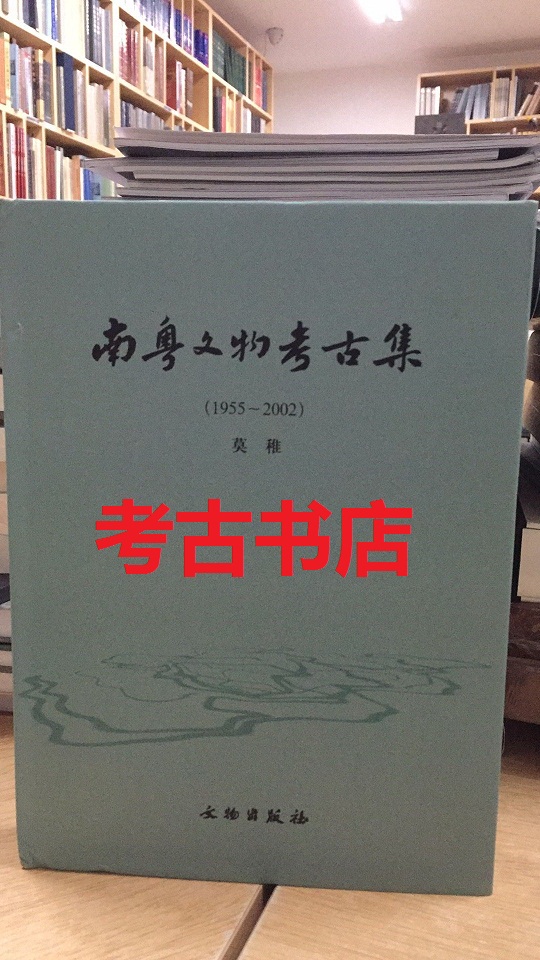 南粤文物考古集
(1955－2002)
莫 稚
考古书店
文物出版社